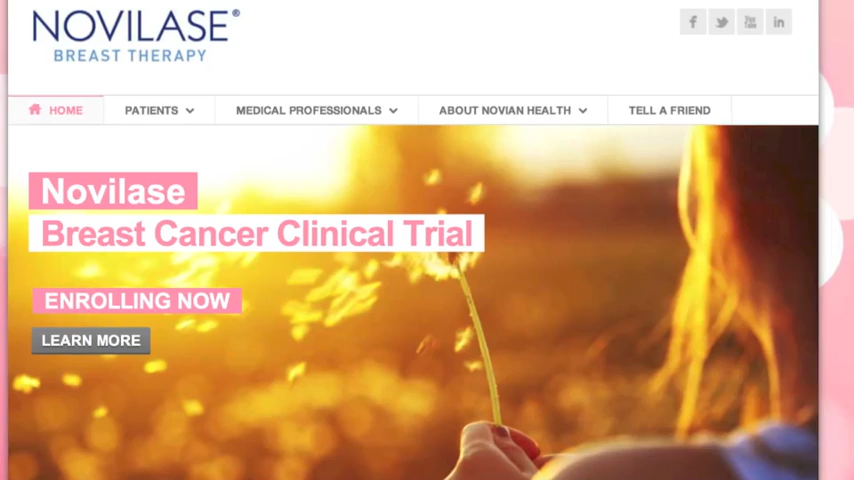 NOVILASE®
BREAST THERAPY
HOME PATIENTS MEDICAL PROFESSIONALS ABOUT NOVIAN HEALTH TELL A FRIEND
Novilase
Breast Cancer Clinical Trial
ENROLLING NOW
LEARN MORE